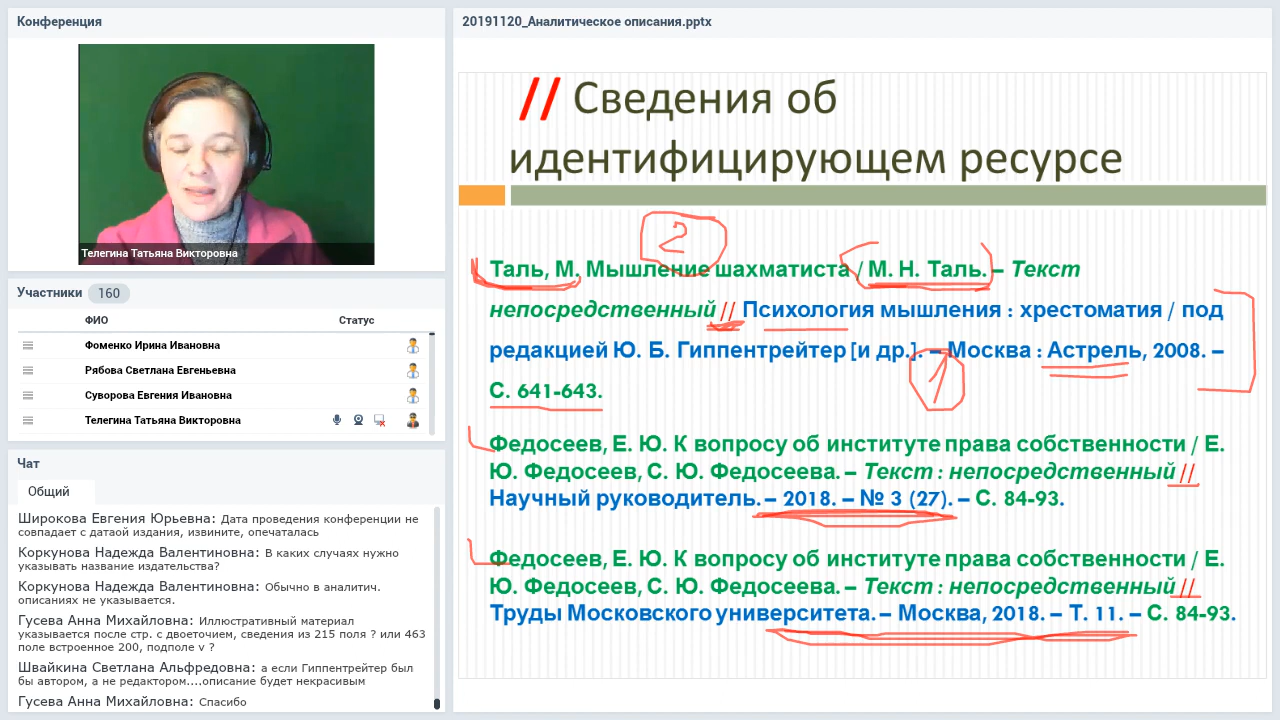 Конференция
Телегина Татьяна Викторовна
Участники 160
ФИО Статус
Фоменко Ирина Ивановна
Рябова Светлана Евгеньевна
Суворова Евгения Ивановна
Телегина Татьяна Викторовна
Чат
Общий
Широкова Евгения Юрьевна: Дата проведения конференции не
совпадает с датаой издания, извините, опечаталась
Коркунова Надежда Валентиновна: В каких случаях нужно
указывать название издательства?
Коркунова Надежда Валентиновна: Обычно в аналитич.
описаниях не указывается.
Гусева Анна Михайловна: Иллюстративный материал
указывается после стр. с двоеточием, сведения из 215 поля ? или 463
поле встроенное 200, подполе v ?
Швайкина Светлана Альфредовна: а если Гиппентрейтер был
бы автором, а не редактором....описание будет некрасивым
Гусева Анна Михайловна: Спасибо
20191120_Аналитическое описания.pptx
// Сведения об
идентифицирующем ресурсе
2
Таль, М. Мышление шахматиста / М. Н. Таль. – Текст
непосредственный // Психология мышления : хрестоматия / под
редакцией Ю. Б. Гиппентрейтер [и др.]. – Москва : Астрель, 2008. –
1
С. 641-643.
Федосеев, Е. Ю. К вопросу об институте права собственности / Е.
Ю. Федосеев, С. Ю. Федосеева. – Текст : непосредственный //
Научный руководитель. – 2018. – № 3 (27). – С. 84-93.
Федосеев, Е. Ю. К вопросу об институте права собственности / Е.
Ю. Федосеев, С. Ю. Федосеева. – Текст : непосредственный //
Труды Московского университета. – Москва, 2018. – Т. 11. – С. 84-93.